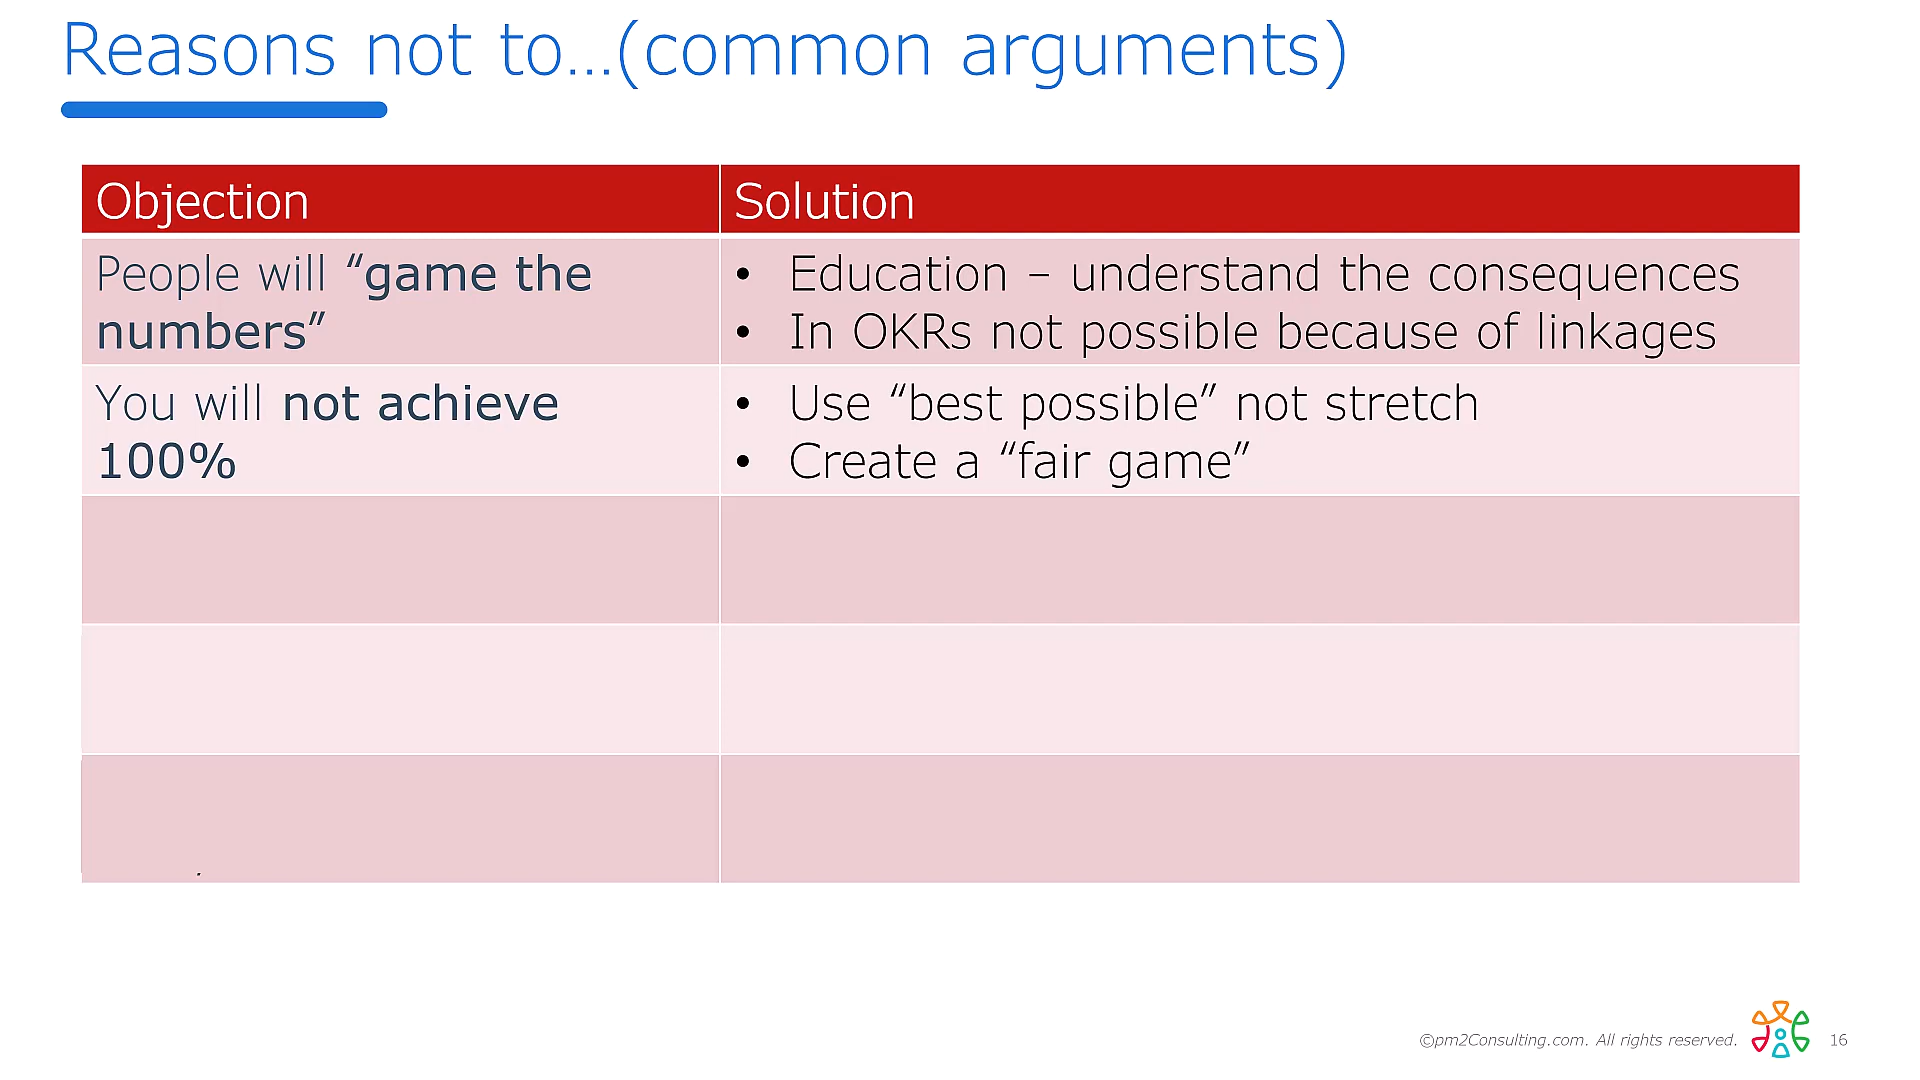 Reasons not to…(common arguments)
Objection
Solution
People will “game the
numbers”
• Education – understand the consequences
• In OKRs not possible because of linkages
You will not achieve
100%
• Use “best possible” not stretch
• Create a “fair game”
©pm2Consulting.com. All rights reserved.
16